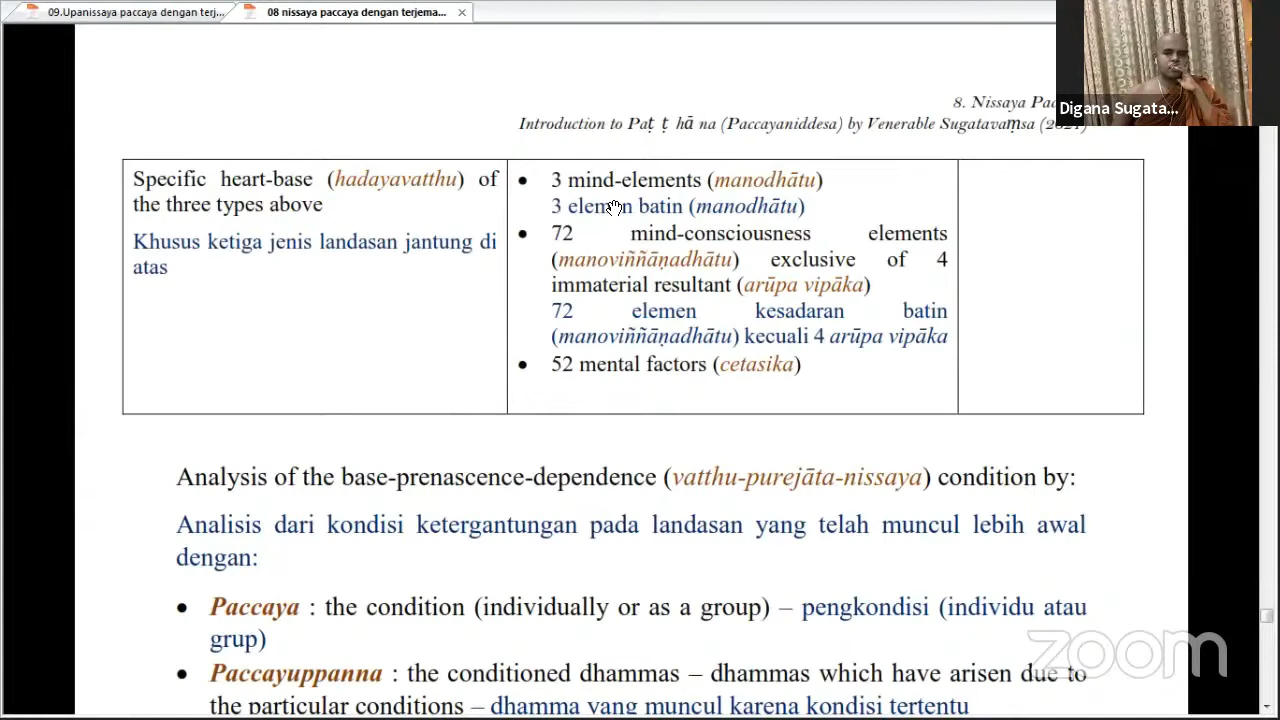 09.Upanissaya paccaya dengan terj...
08 nissaya paccaya dengan terjema...
Digana Sugata...
8. Nissaya Pac
Introduction to Paṭ ṭ hā na (Paccayaniddesa) by Venerable Sugatavaṃsa
Specific heart-base (hadayavatthu) of
the three types above
Khusus ketiga jenis landasan jantung di
atas
• 3 mind-elements (manodhātu)
3 elemen batin (manodhātu)
• 72 mind-consciousness elements
(manoviññāṇadhātu) exclusive of 4
immaterial resultant (arūpa vipāka)
72 elemen kesadaran batin
(manoviññāṇadhātu) kecuali 4 arūpa vipāka
• 52 mental factors (cetasika)
Analysis of the base-prenascence-dependence (vatthu-purejāta-nissaya) condition by:
Analisis dari kondisi ketergantungan pada landasan yang telah muncul lebih awal
dengan:
• Paccaya : the condition (individually or as a group) – pengkondisi (individu atau
grup)
• Paccayuppanna : the conditioned dhammas – dhammas which have arisen due to
the particular conditions – dhamma yang muncul karena kondisi tertentu
zoom